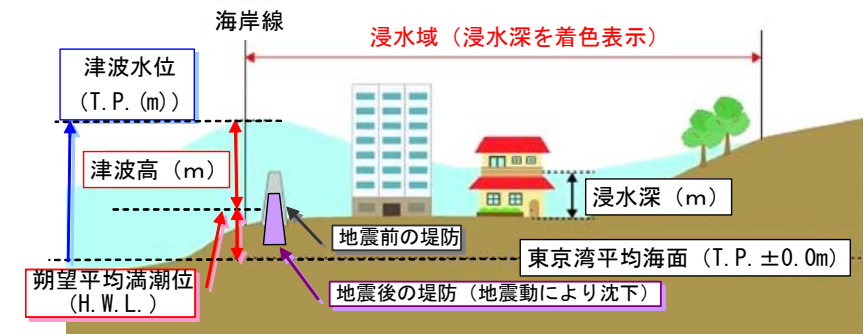 海岸線
浸水域（浸水深を着色表示）
津波水位
（T.P.(m)）
津波高（ｍ）
浸水深（ｍ）
地震前の堤防
東京湾平均海面（T.P.±0.0m）
朔望平均満潮位
（H.W.L.）
地震後の堤防（地震動により沈下）